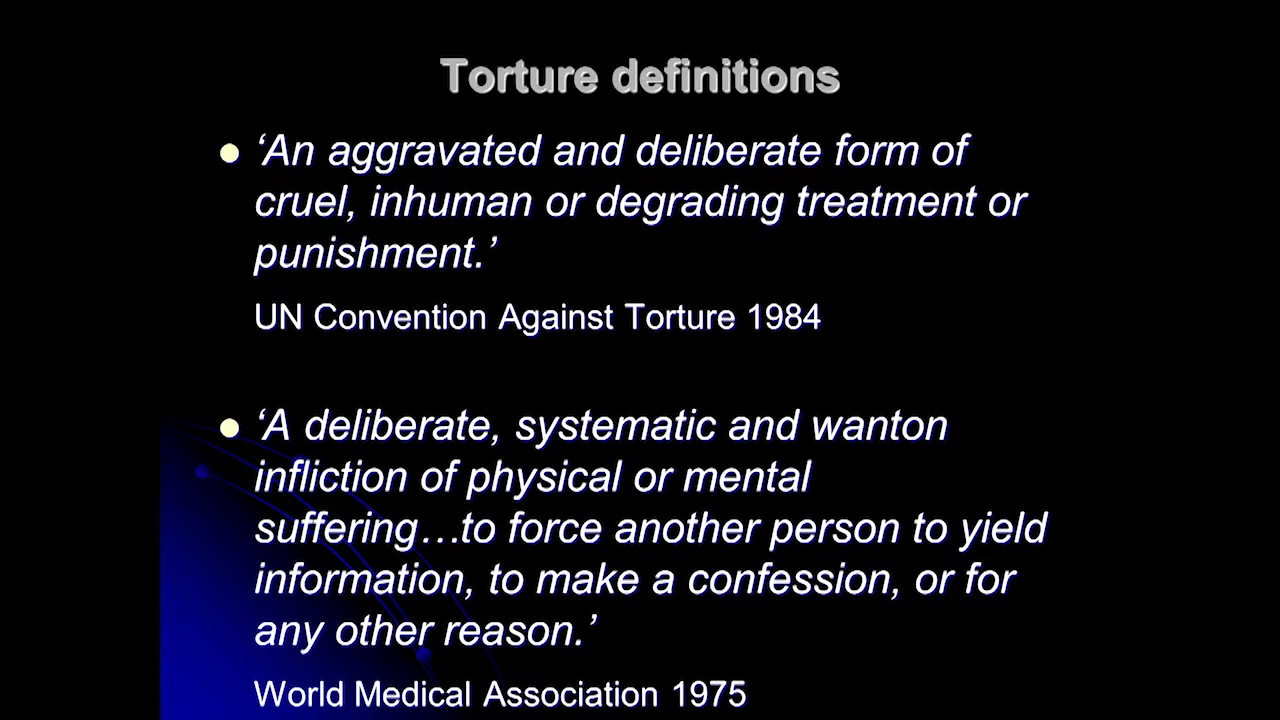 Torture definitions
‘An aggravated and deliberate form of
cruel, inhuman or degrading treatment or
punishment.’
UN Convention Against Torture 1984
‘A deliberate, systematic and wanton
infliction of physical or mental
suffering…to force another person to yield
information, to make a confession, or for
any other reason.’
World Medical Association 1975